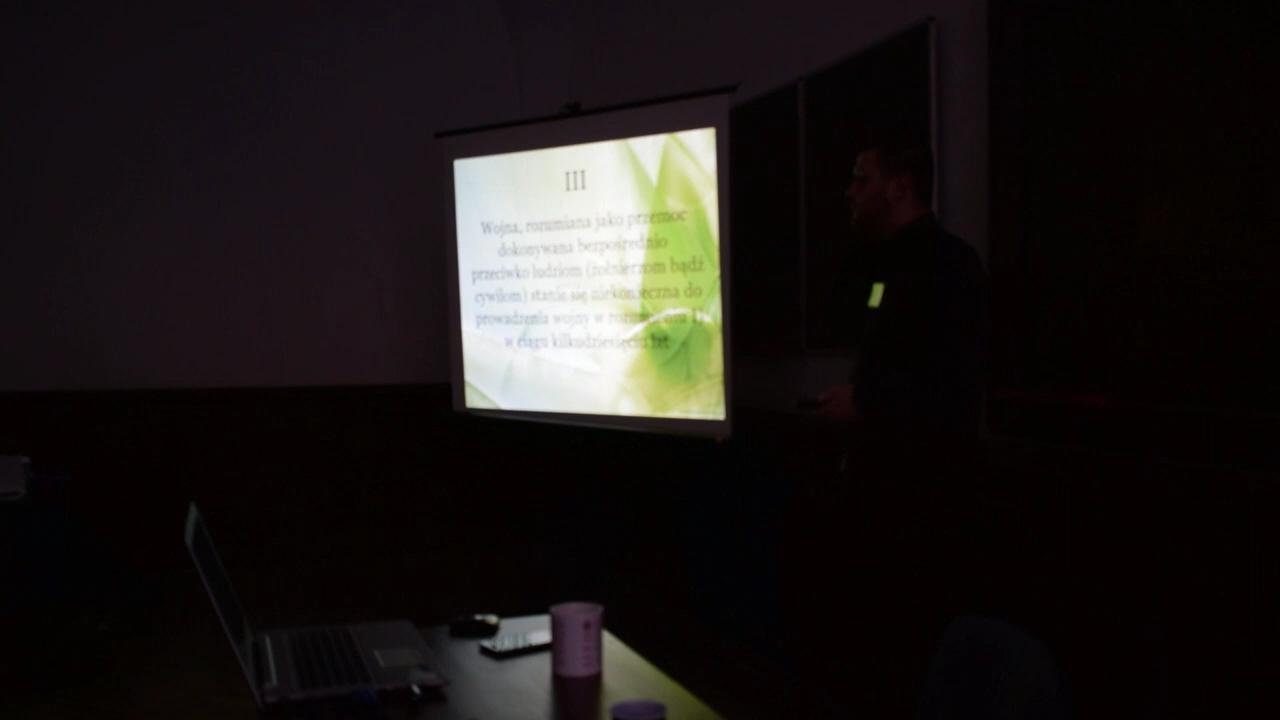 III
Wojna, rozumiana jako przemoc
dokonywana bezpośrednio
przeciwko ludziom (żołnierzom bądź
cywilom) stanie się niekonieczna do
prowadzenia wojny w rozumieniu
w ciągu kilkudziesięciu lat